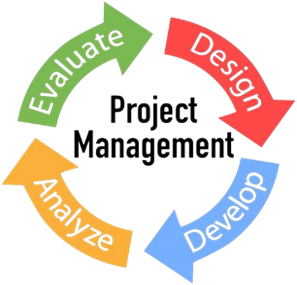 Project
Management
Design
Develop
Analyze
Evaluate